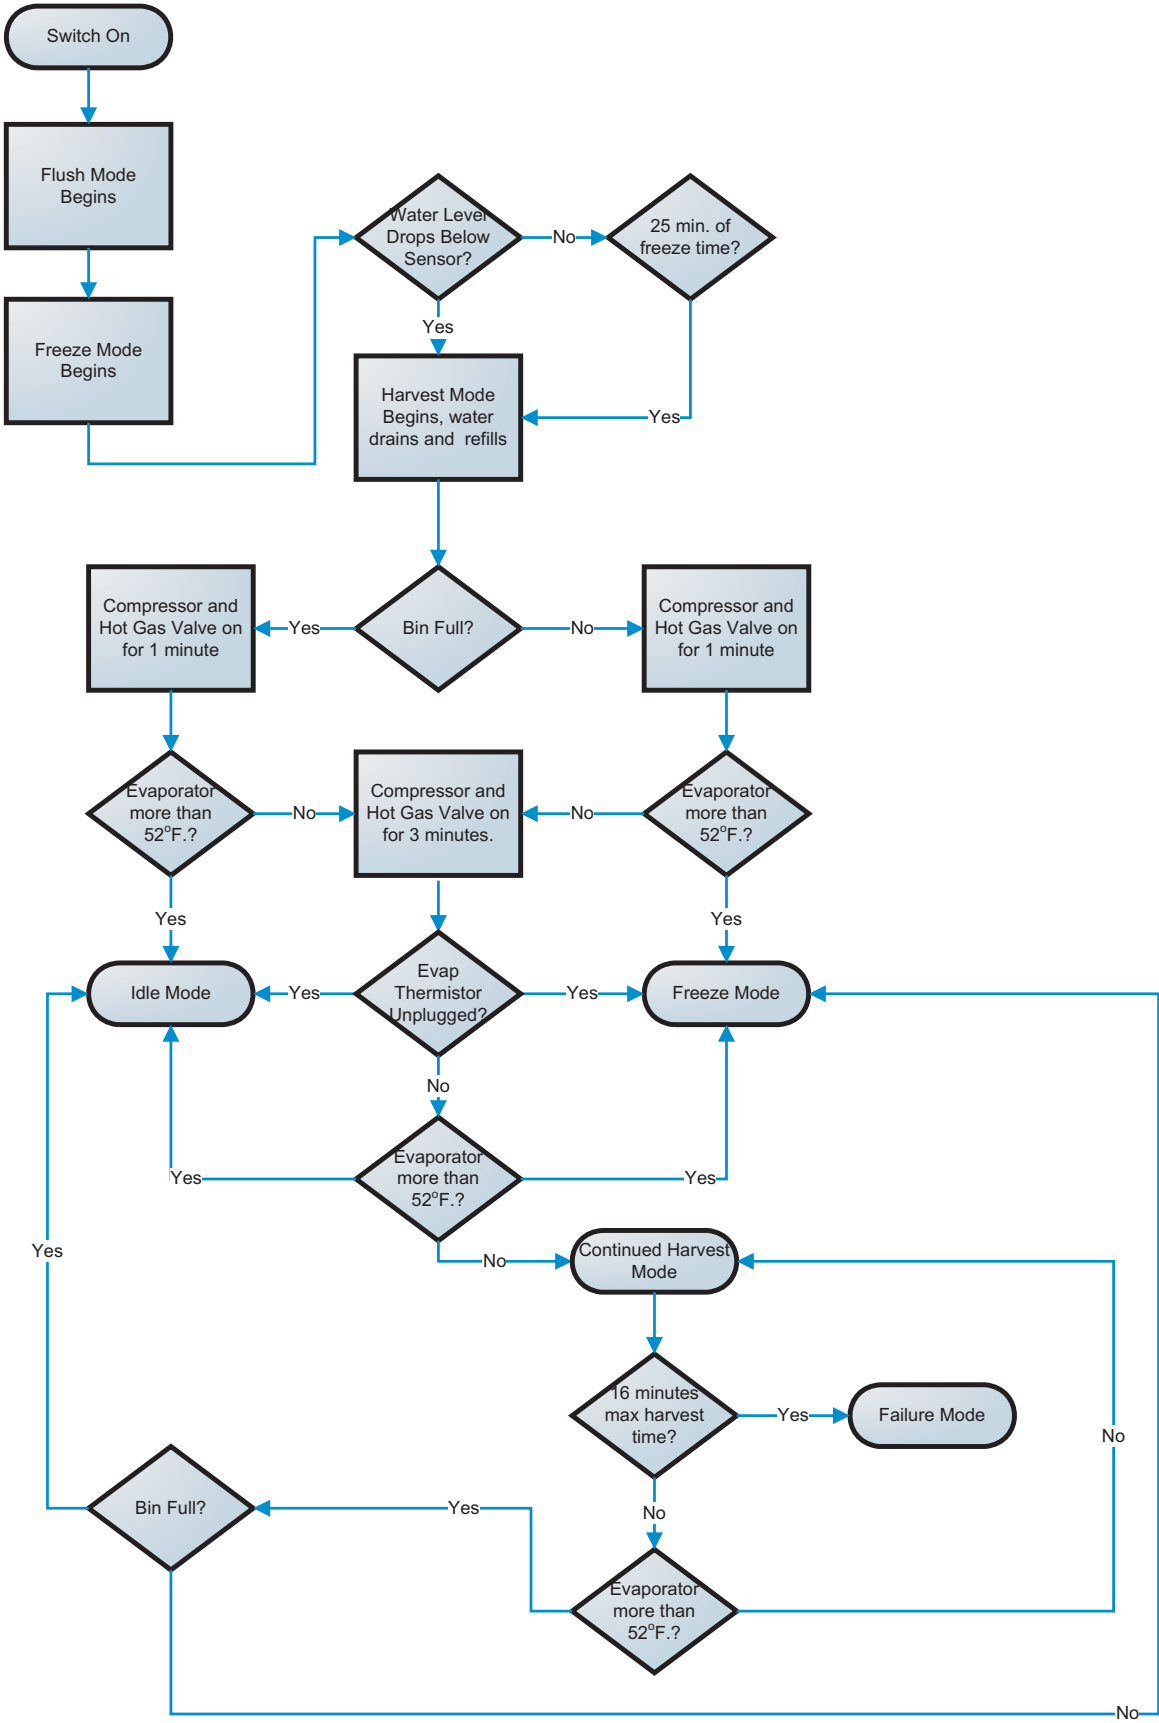 Switch On
Flush Mode
Begins
Freeze Mode
Begins
Water Level
Drops Below
Sensor?
No
25 min. of
freeze time?
Yes
Yes
Harvest Mode
Begins, water
drains and refills
Compressor and
Hot Gas Valve on
for 1 minute
Yes
Bin Full?
No
Compressor and
Hot Gas Valve on
for 1 minute
Evaporator
more than
52°F.?
No
Compressor and
Hot Gas Valve on
for 3 minutes.
No
Evaporator
more than
52°F.?
Yes
Yes
Idle Mode
Yes
Evap
Thermistor
Unplugged?
Yes
Freeze Mode
No
Yes
Evaporator
more than
52°F.?
Yes
Yes
No
Continued Harvest
Mode
16 minutes
max harvest
time?
Yes
Failure Mode
No
Bin Full?
Yes
No
Evaporator
more than
52°F.?
No